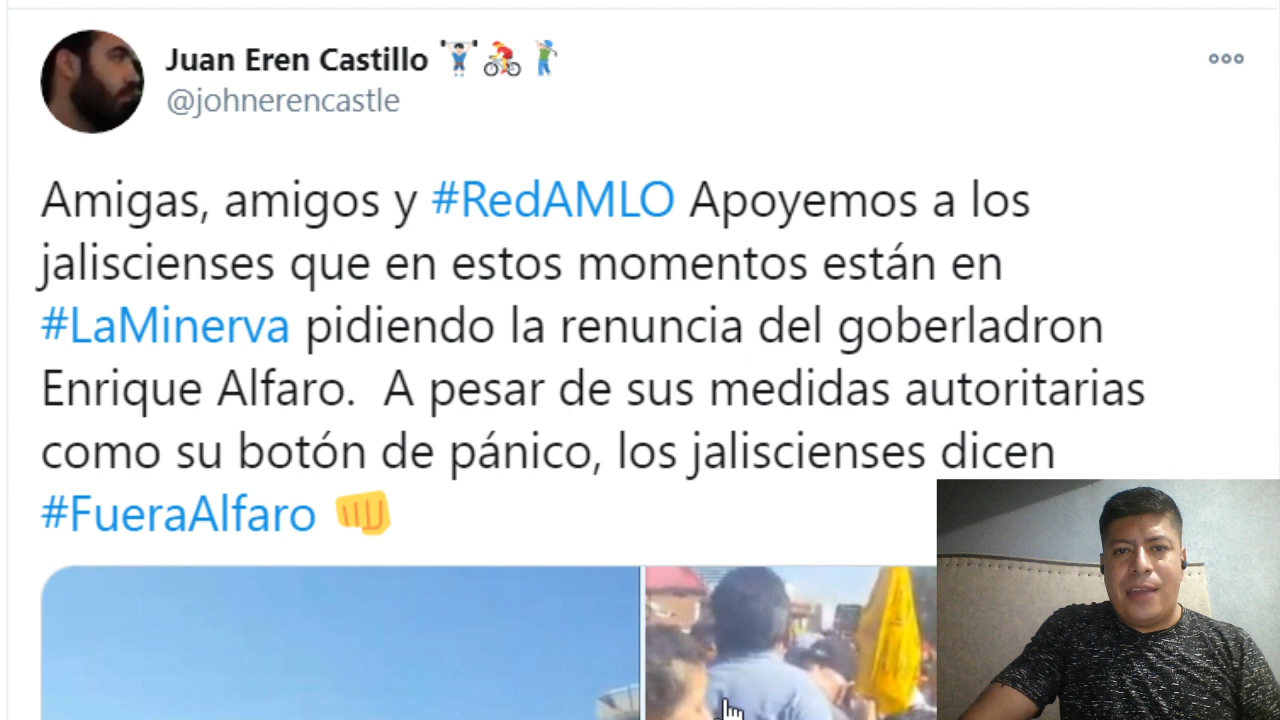 Juan Eren Castillo 🏋🏻‍♂️🚴🏻🏌🏻
@johnerencastle
Amigas, amigos y #RedAMLO Apoyemos a los
jaliscienses que en estos momentos están en
#LaMinerva pidiendo la renuncia del goberladron
Enrique Alfaro.  A pesar de sus medidas autoritarias
como su botón de pánico, los jaliscienses dicen
#FueraAlfaro 👊